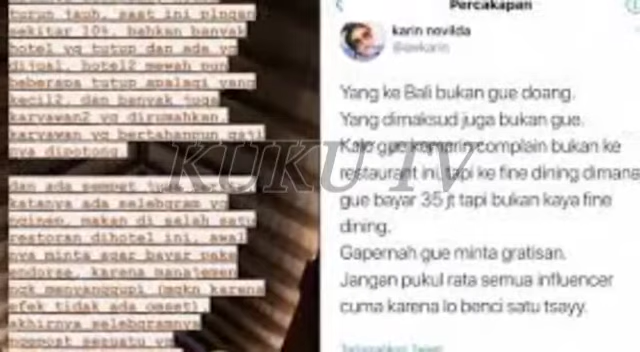 turun jauh, saat ini
sekitar 10%, bahkan banyak
hotel yg tutup dan ada yg
dijual, hotel2 mewah pun
beberapa tutup apalagi yang
kecil2, dan banyak juga
karyawan2 yg dirumahkan
karyawan yg bertahanpun gaji
nya dipotong
dan ada sempet
katanya ada selebgram yg
nginep, makan di salah satu
restoran dihotel ini, awal
nya minta agar bayar pake
endorse, karena manajemen
ngk menyanggupi (mgkn karena
efek tidak ada omset)
akhirnya selebgramnya
sesuatu yg
Percakapan
karin novilda
@awkarin
Yang ke Bali bukan gue doang.
Yang dimaksud juga bukan gue.
Kalo gue kemarin complain bukan ke
restaurant ini, tapi ke fine dining dimana
gue bayar 35 jt tapi bukan kaya fine
dining.
Gapernah gue minta gratisan.
Jangan pukul rata semua influencer
cuma karena lo benci satu tsayy.
KUKU TV